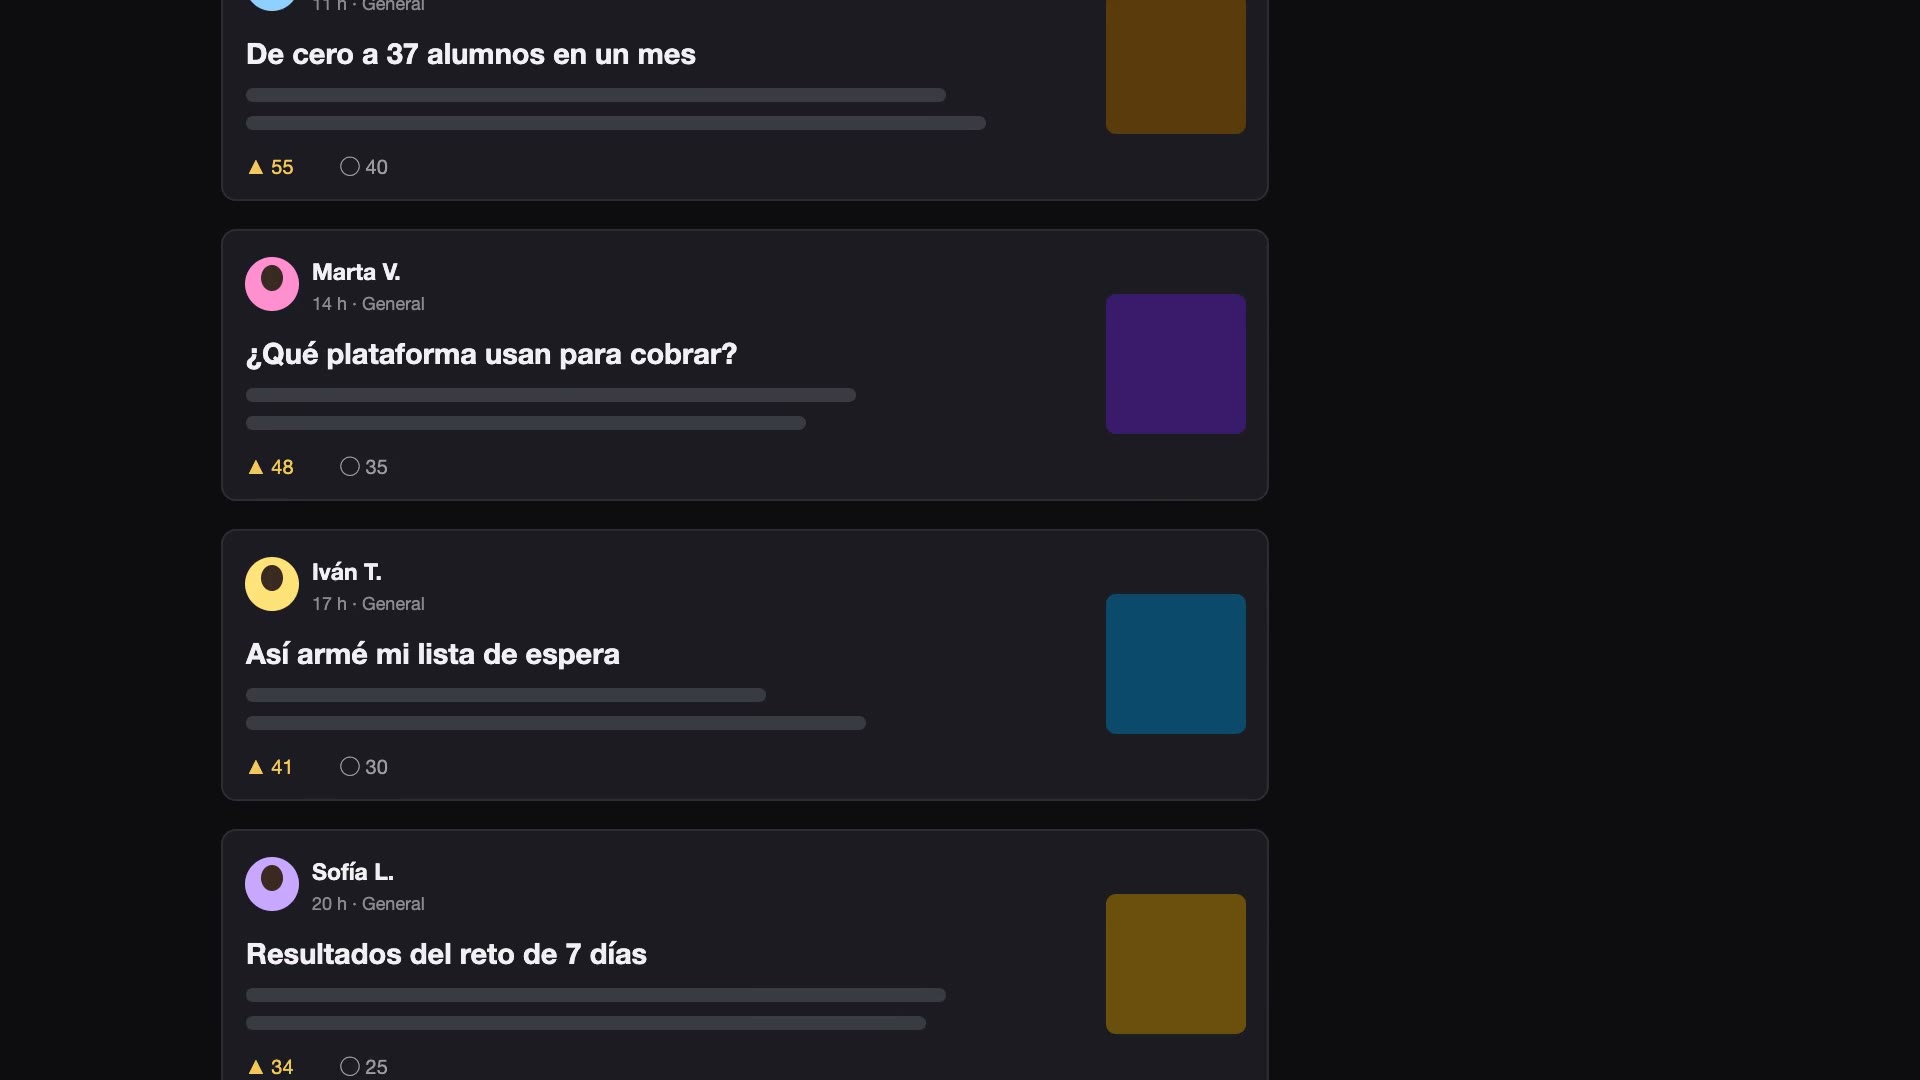 11 h · General
De cero a 37 alumnos en un mes
▲ 55 ◯ 40
Marta V.
14 h · General
¿Qué plataforma usan para cobrar?
▲ 48 ◯ 35
Iván T.
17 h · General
Así armé mi lista de espera
▲ 41 ◯ 30
Sofía L.
20 h · General
Resultados del reto de 7 días
▲ 34 ◯ 25